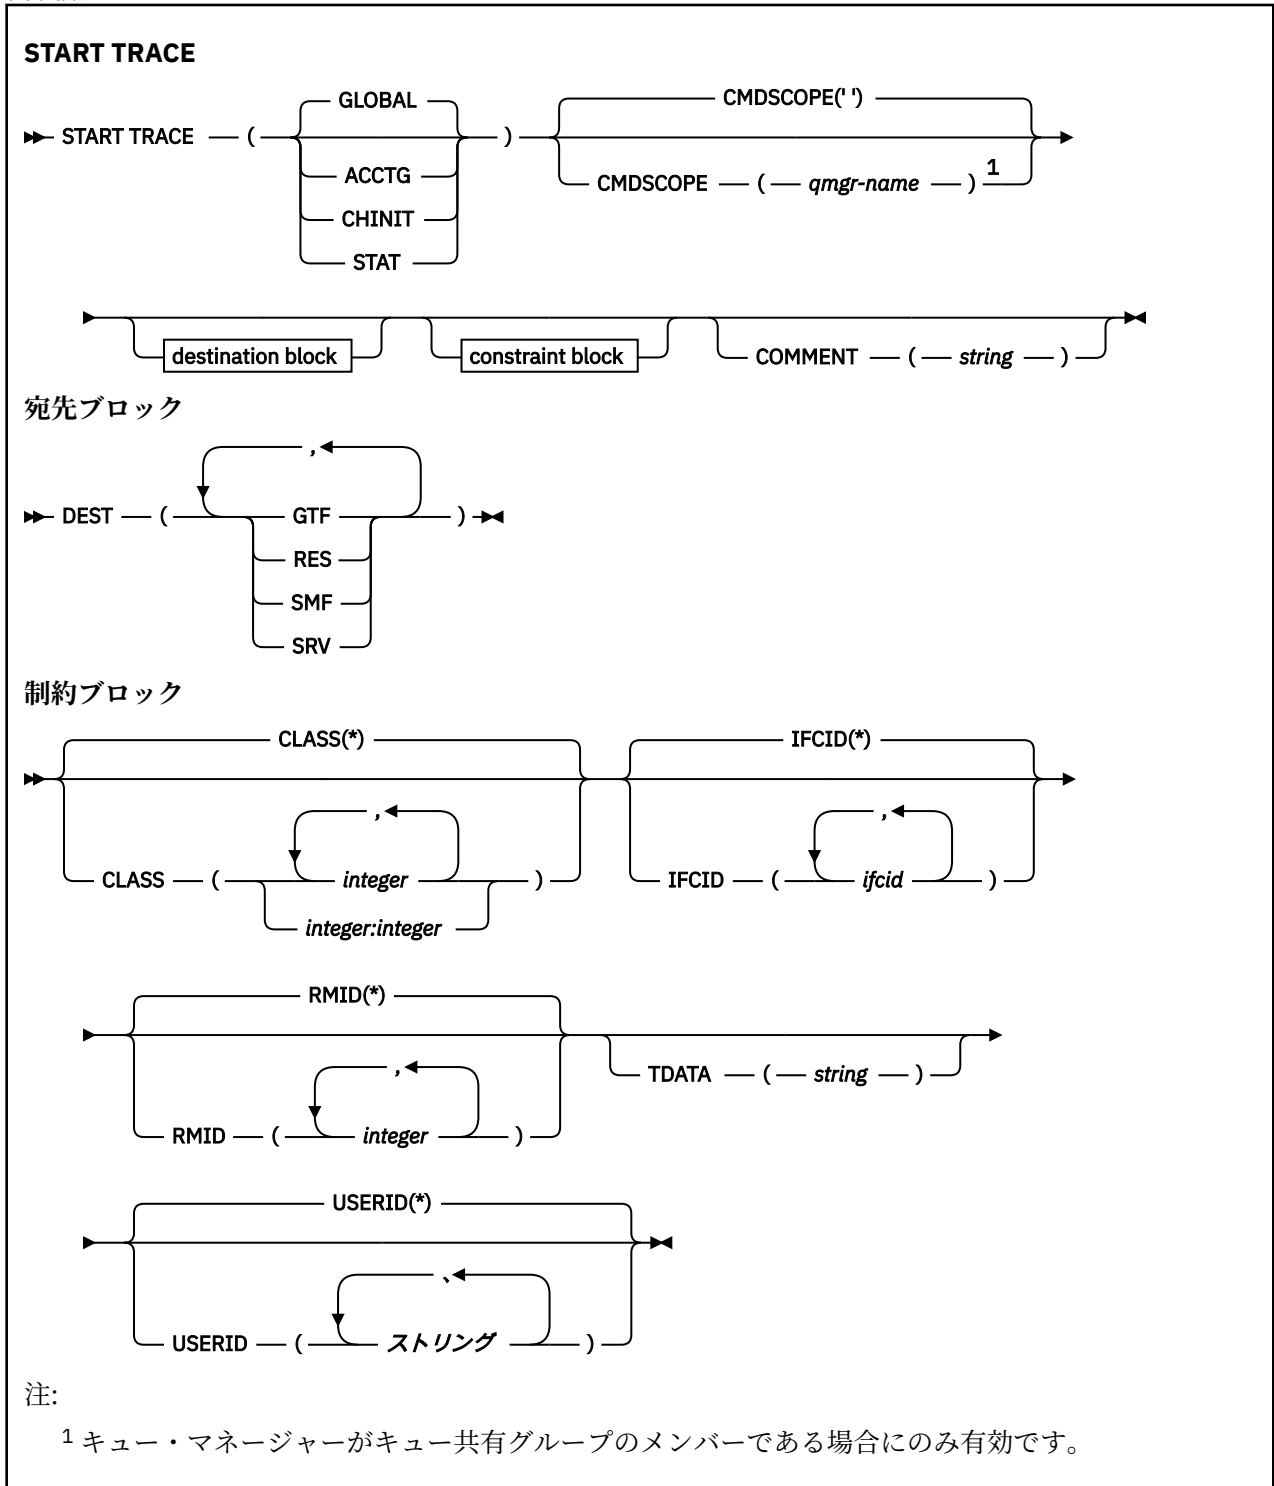 START TRACE
GLOBAL
CMDSCOPE(' ')
START TRACE ( )
ACCTG
CMDSCOPE ( qmgr-name ) 1
CHINIT
STAT
destination block constraint block COMMENT ( string )
宛先ブロック
,
DEST ( GTF )
RES
SMF
SRV
制約ブロック
CLASS(*) IFCID(*)
, ,
CLASS ( integer ) IFCID ( ifcid )
integer:integer
RMID(*)
,
TDATA ( string )
RMID ( integer )
USERID(*)
、
USERID ( ストリング )
注:
1 キュー・マネージャーがキュー共有グループのメンバーである場合にのみ有効です。